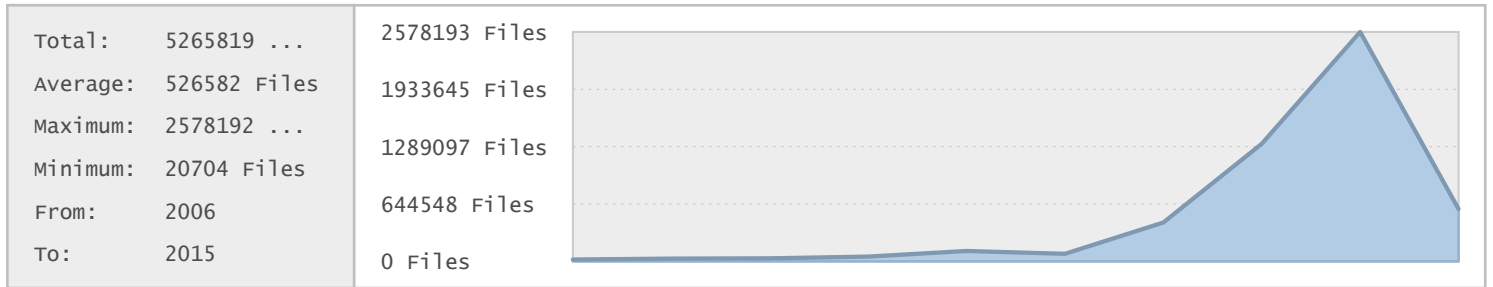 Total: 5265819 ...
Average: 526582 Files
Maximum: 2578192 ...
Minimum: 20704 Files
From: 2006
To: 2015
2578193 Files
1933645 Files
1289097 Files
644548 Files
0 Files